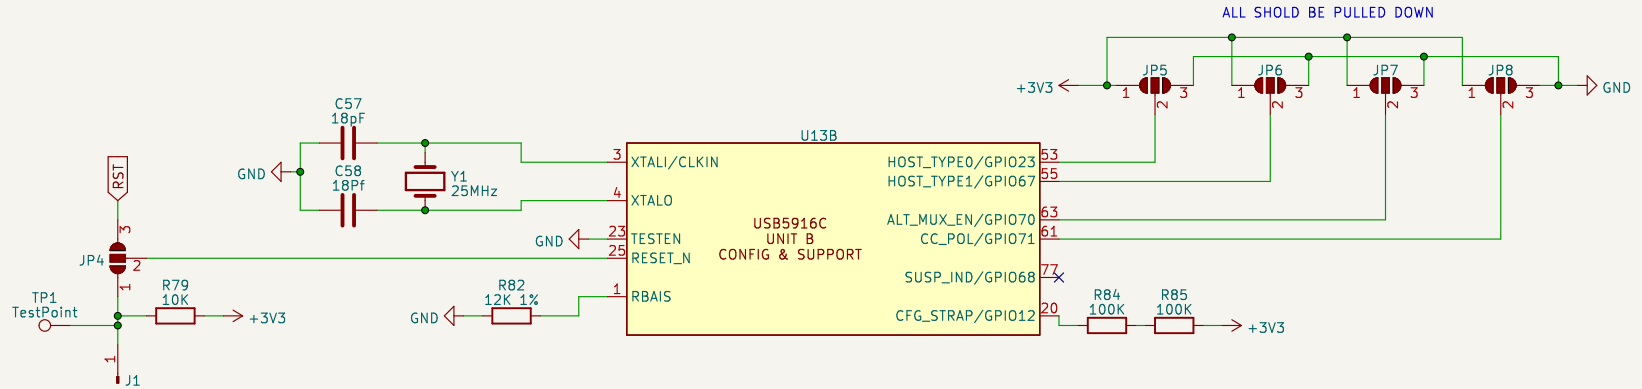 ALL SHOLD BE PULLED DOWN
+3V3
JP5
1
2
3
JP6
1
2
3
JP7
1
2
3
JP8
1
2
3
GND
C57
18pF
C58
18Pf
GND
Y1
25MHz
U13B
3
XTALI/CLKIN
4
XTALO
GND
23
TESTEN
25
RESET_N
1
RBAIS
USB5916C
UNIT B
CONFIG & SUPPORT
HOST_TYPE0/GPIO23
53
HOST_TYPE1/GPIO67
55
ALT_MUX_EN/GPIO70
63
CC_POL/GPIO71
61
SUSP_IND/GPIO68
77
CFG_STRAP/GPIO12
20
RST
JP4
3
2
1
TP1
TestPoint
R79
10K
+3V3
1
J1
R82
12K 1%
GND
R84
100K
R85
100K
+3V3